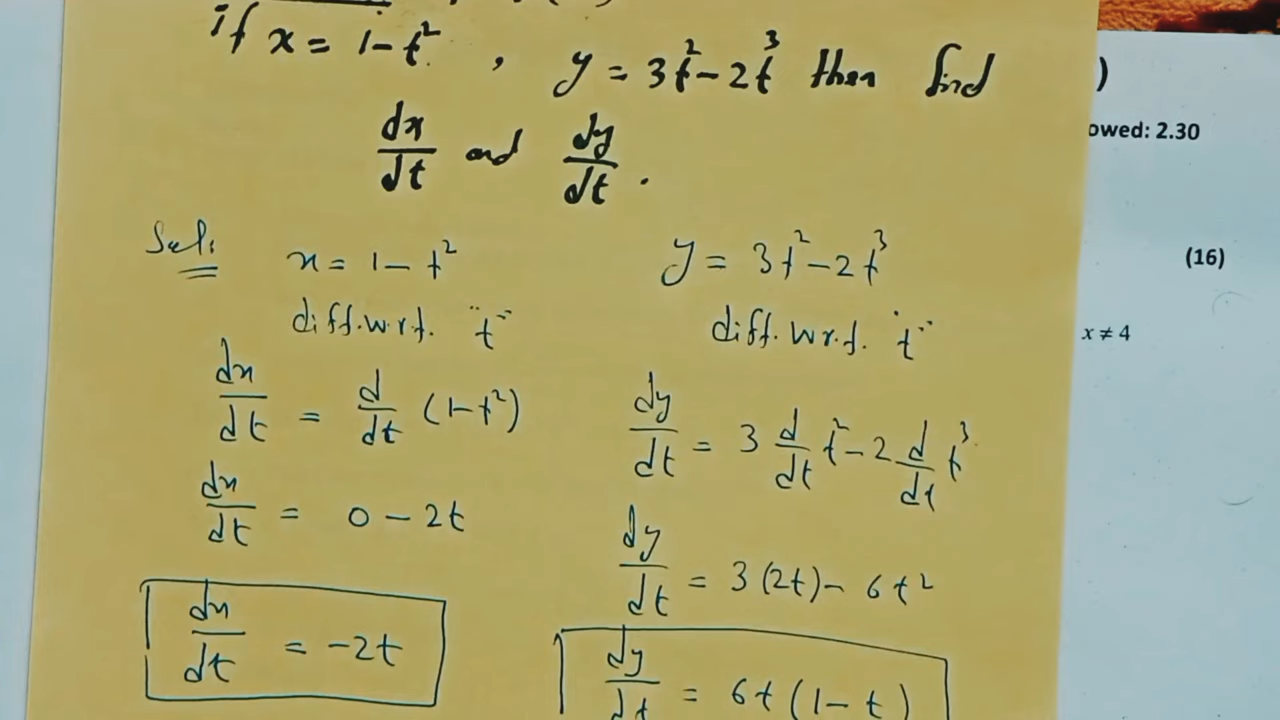 if x = 1 - t²., y = 3t² - 2t³ then find
dx/dt and dy/dt.
Sol:
x = 1 - t²
diff. w.r.t. "t"
dx/dt = d/dt (1 - t²)
dx/dt = 0 - 2t
dx/dt = -2t
y = 3t² - 2t³
diff. w.r.t. "t"
dy/dt = 3 d/dt t² - 2 d/dt t³
dy/dt = 3(2t) - 6t²
dy/dt = 6t(1 - t)
)
owed: 2.30
(16)
x ≠ 4